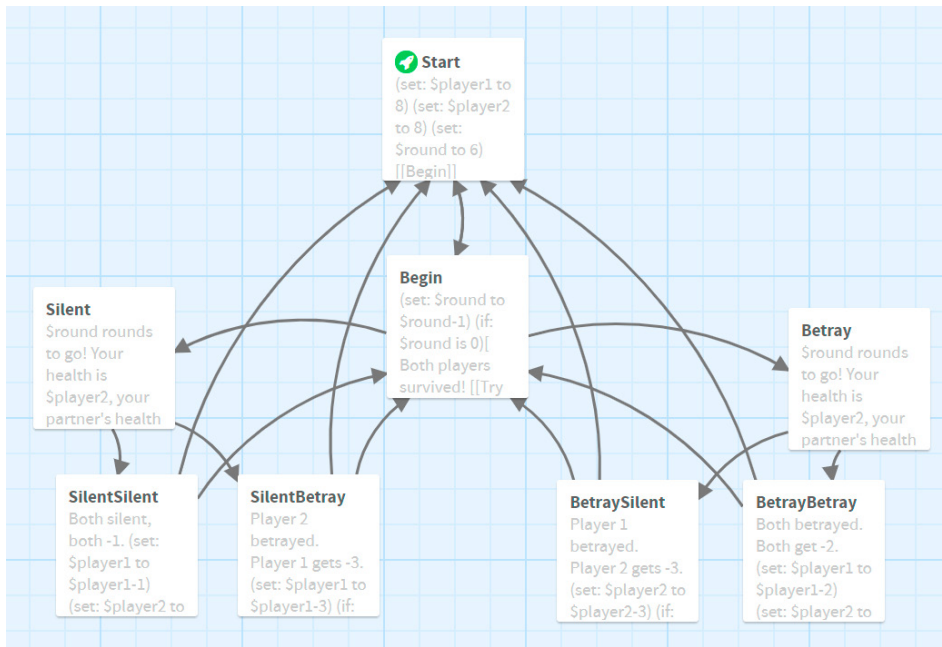 Start
(set: $player1 to
8) (set: $player2
to 8) (set:
$round to 6)
[[Begin]]
Begin
(set: $round to
$round-1) (if:
$round is 0)[
Both players
survived! [[Try
Silent
$round rounds
to go! Your
health is
$player2, your
partner's health
Betray
$round rounds
to go! Your
health is
$player2, your
partner's health
SilentSilent
Both silent,
both -1. (set:
$player1 to
$player1-1)
(set: $player2 to
SilentBetray
Player 2
betrayed.
Player 1 gets -3.
(set: $player1 to
$player1-3) (if:
BetraySilent
Player 1
betrayed.
Player 2 gets -3.
(set: $player2 to
$player2-3) (if:
BetrayBetray
Both betrayed.
Both get -2.
(set: $player1 to
$player1-2)
(set: $player2 to